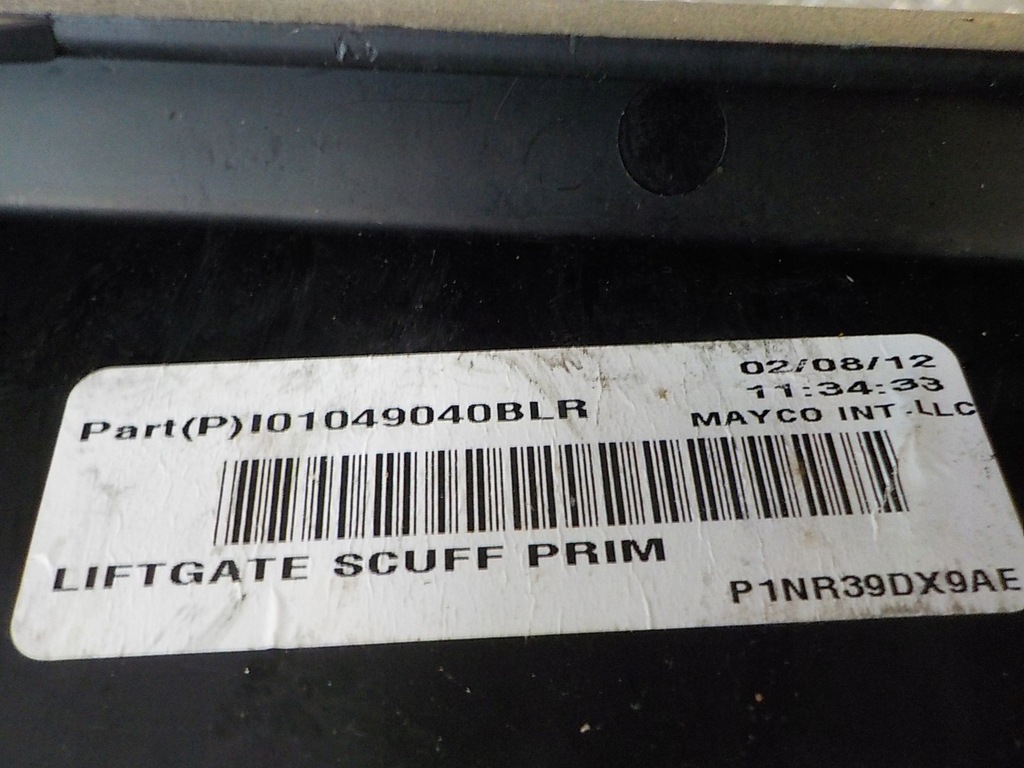 02/08/12
11:34:33
Part(P)I01049040BLR
MAYCO INT.LLC
LIFTGATE SCUFF PRIM
P1NR39DX9AE